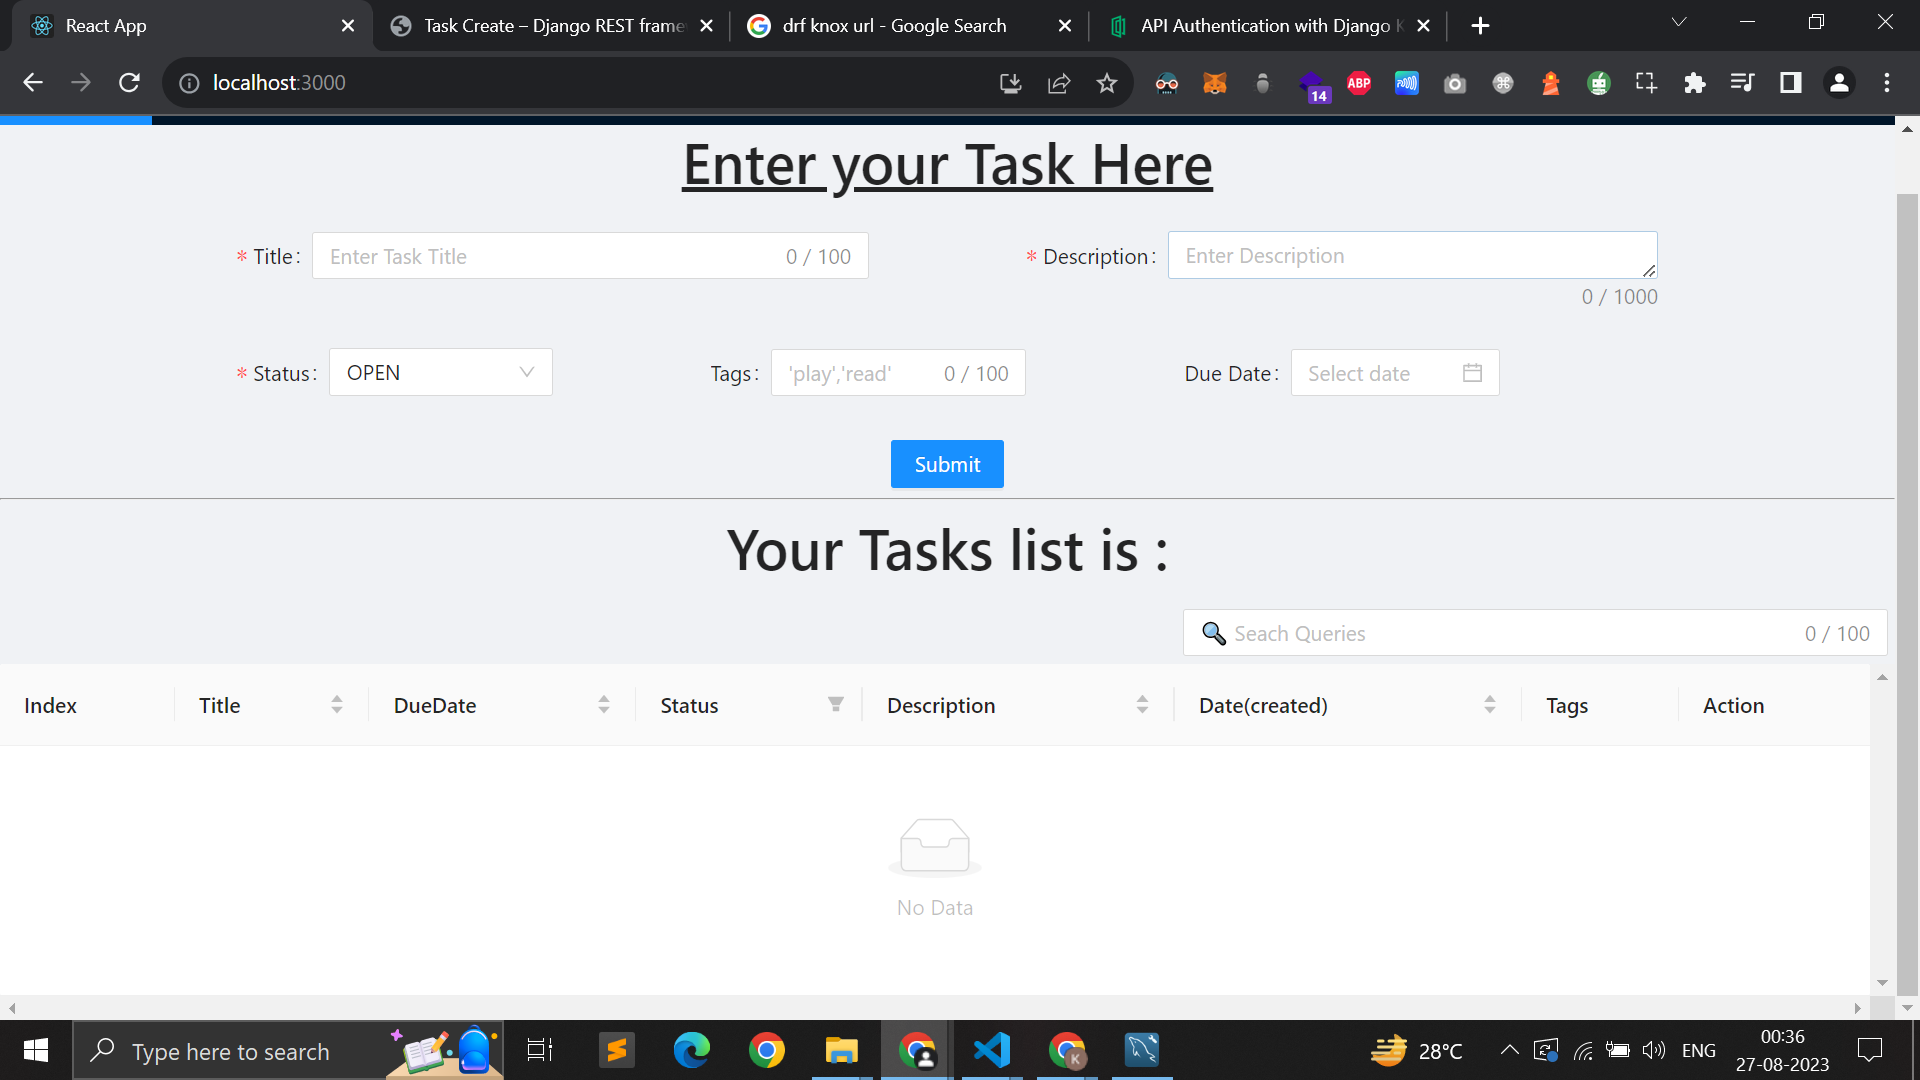 React App
Task Create – Django REST frame
drf knox url - Google Search
API Authentication with Django K
localhost:3000
14
ABP
Enter your Task Here
* Title: Enter Task Title 0 / 100
* Description: Enter Description
0 / 1000
* Status: OPEN
Tags: 'play','read' 0 / 100
Due Date: Select date
Submit
Your Tasks list is :
Seach Queries 0 / 100
Index Title DueDate Status Description Date(created) Tags Action
No Data
Type here to search
K
28°C
ENG
00:36
27-08-2023